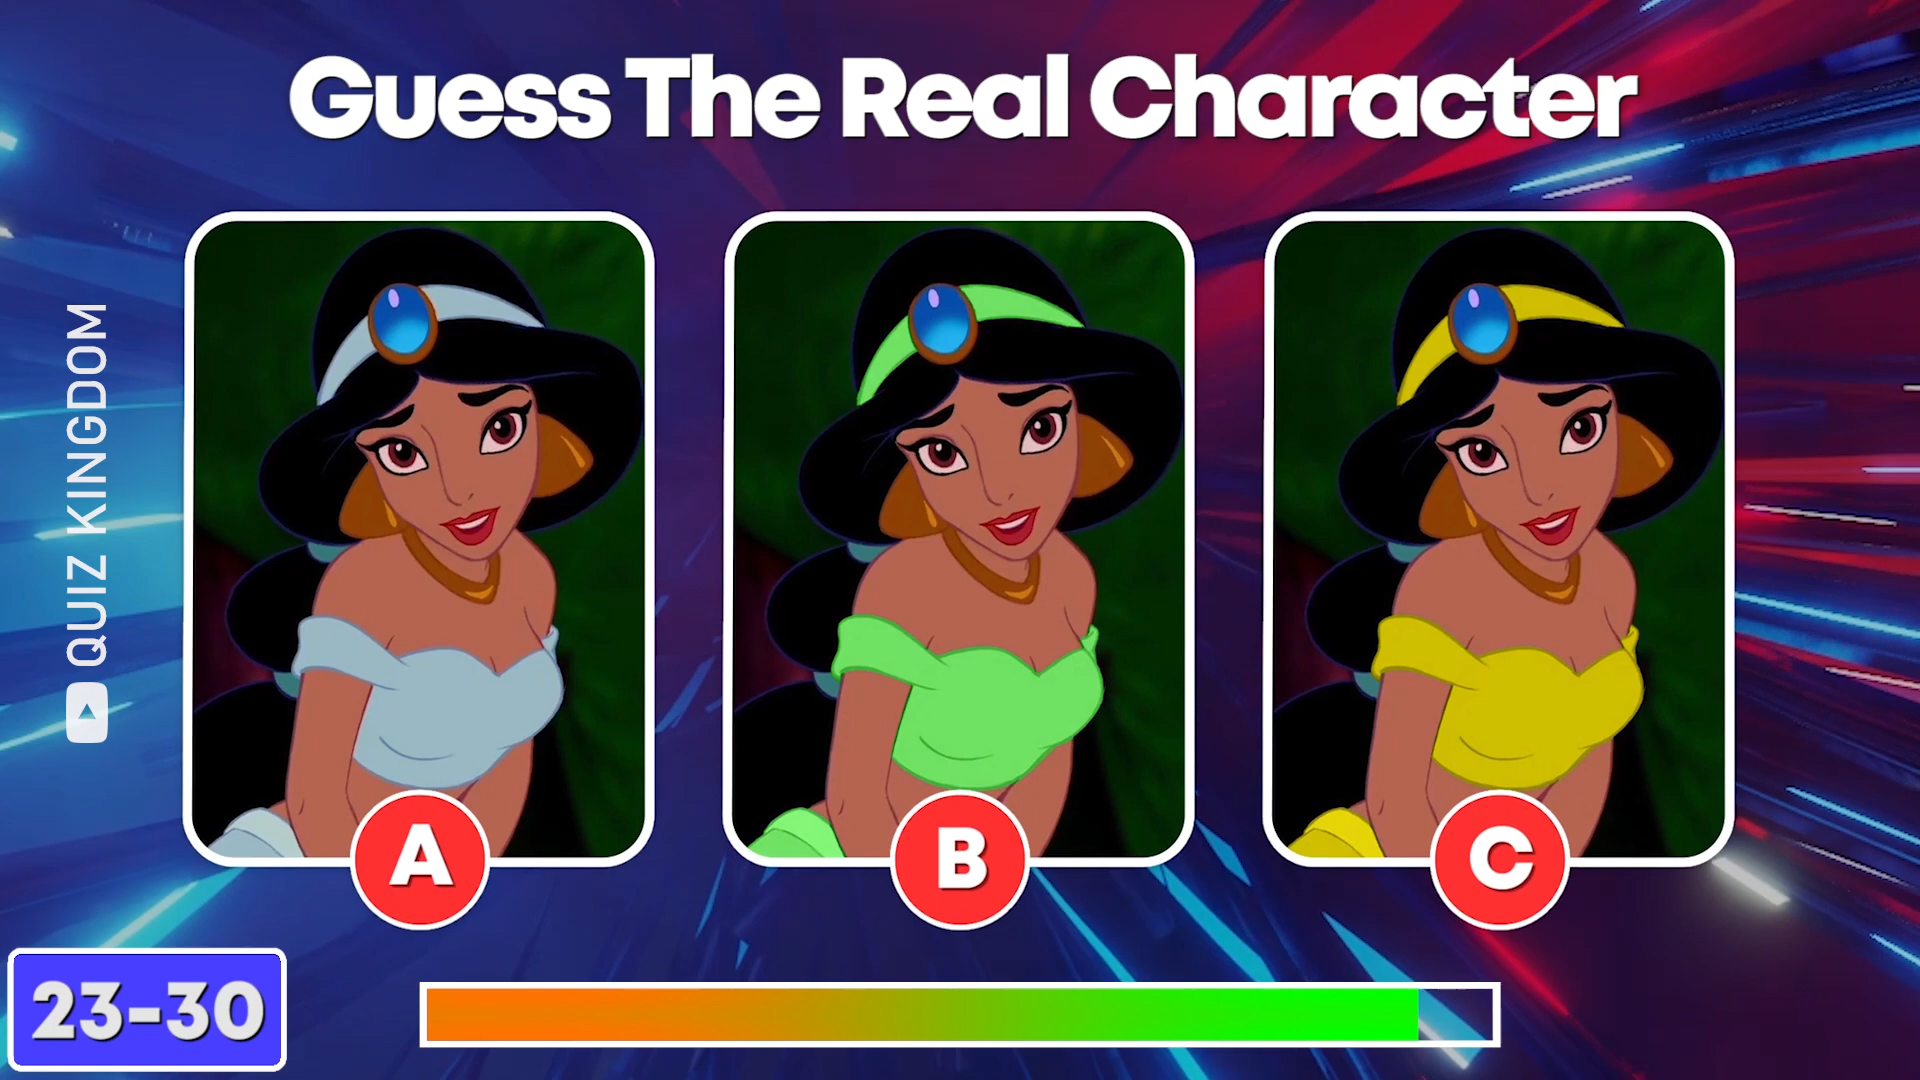 Guess The Real Character
QUIZ KINGDOM
A
B
C
23-30